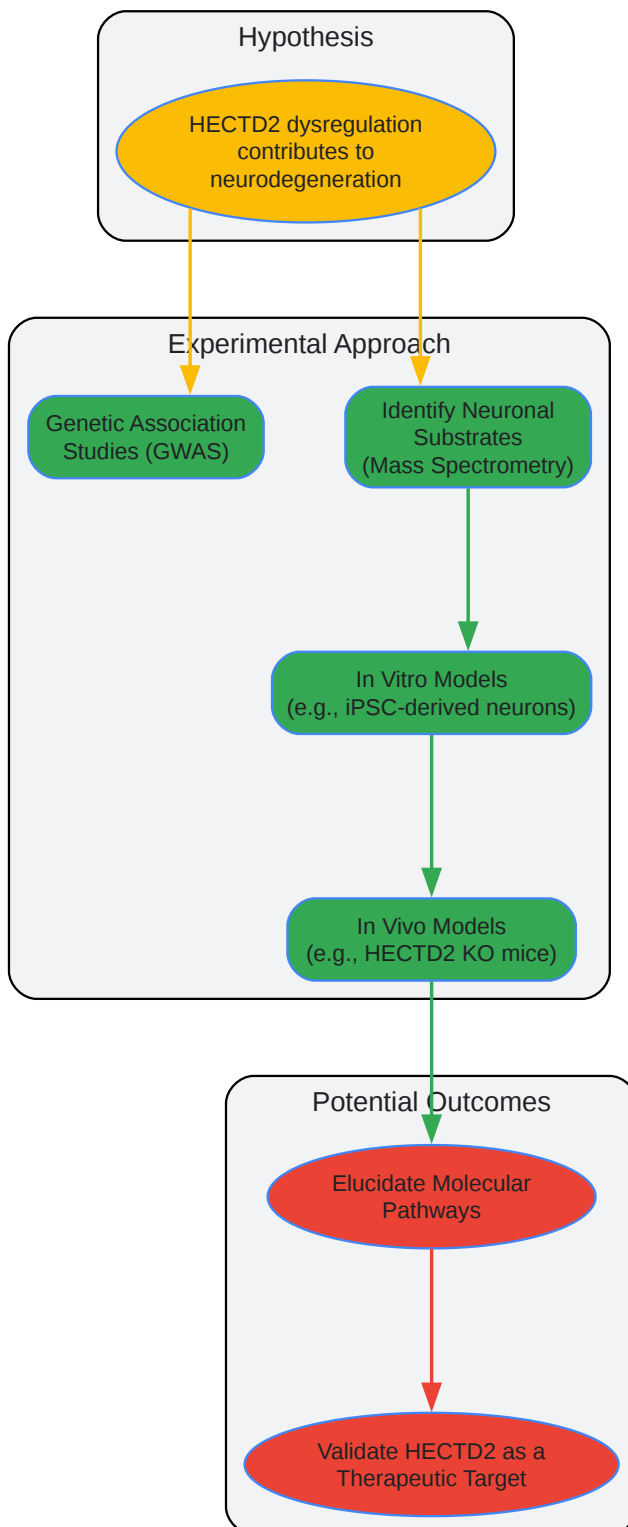 Hypothesis
HECTD2 dysregulation
contributes to
neurodegeneration
Experimental Approach
Genetic Association
Studies (GWAS)
Identify Neuronal
Substrates
(Mass Spectrometry)
In Vitro Models
(e.g., iPSC-derived neurons)
In Vivo Models
(e.g., HECTD2 KO mice)
Potential Outcomes
Elucidate Molecular
Pathways
Validate HECTD2 as a
Therapeutic Target